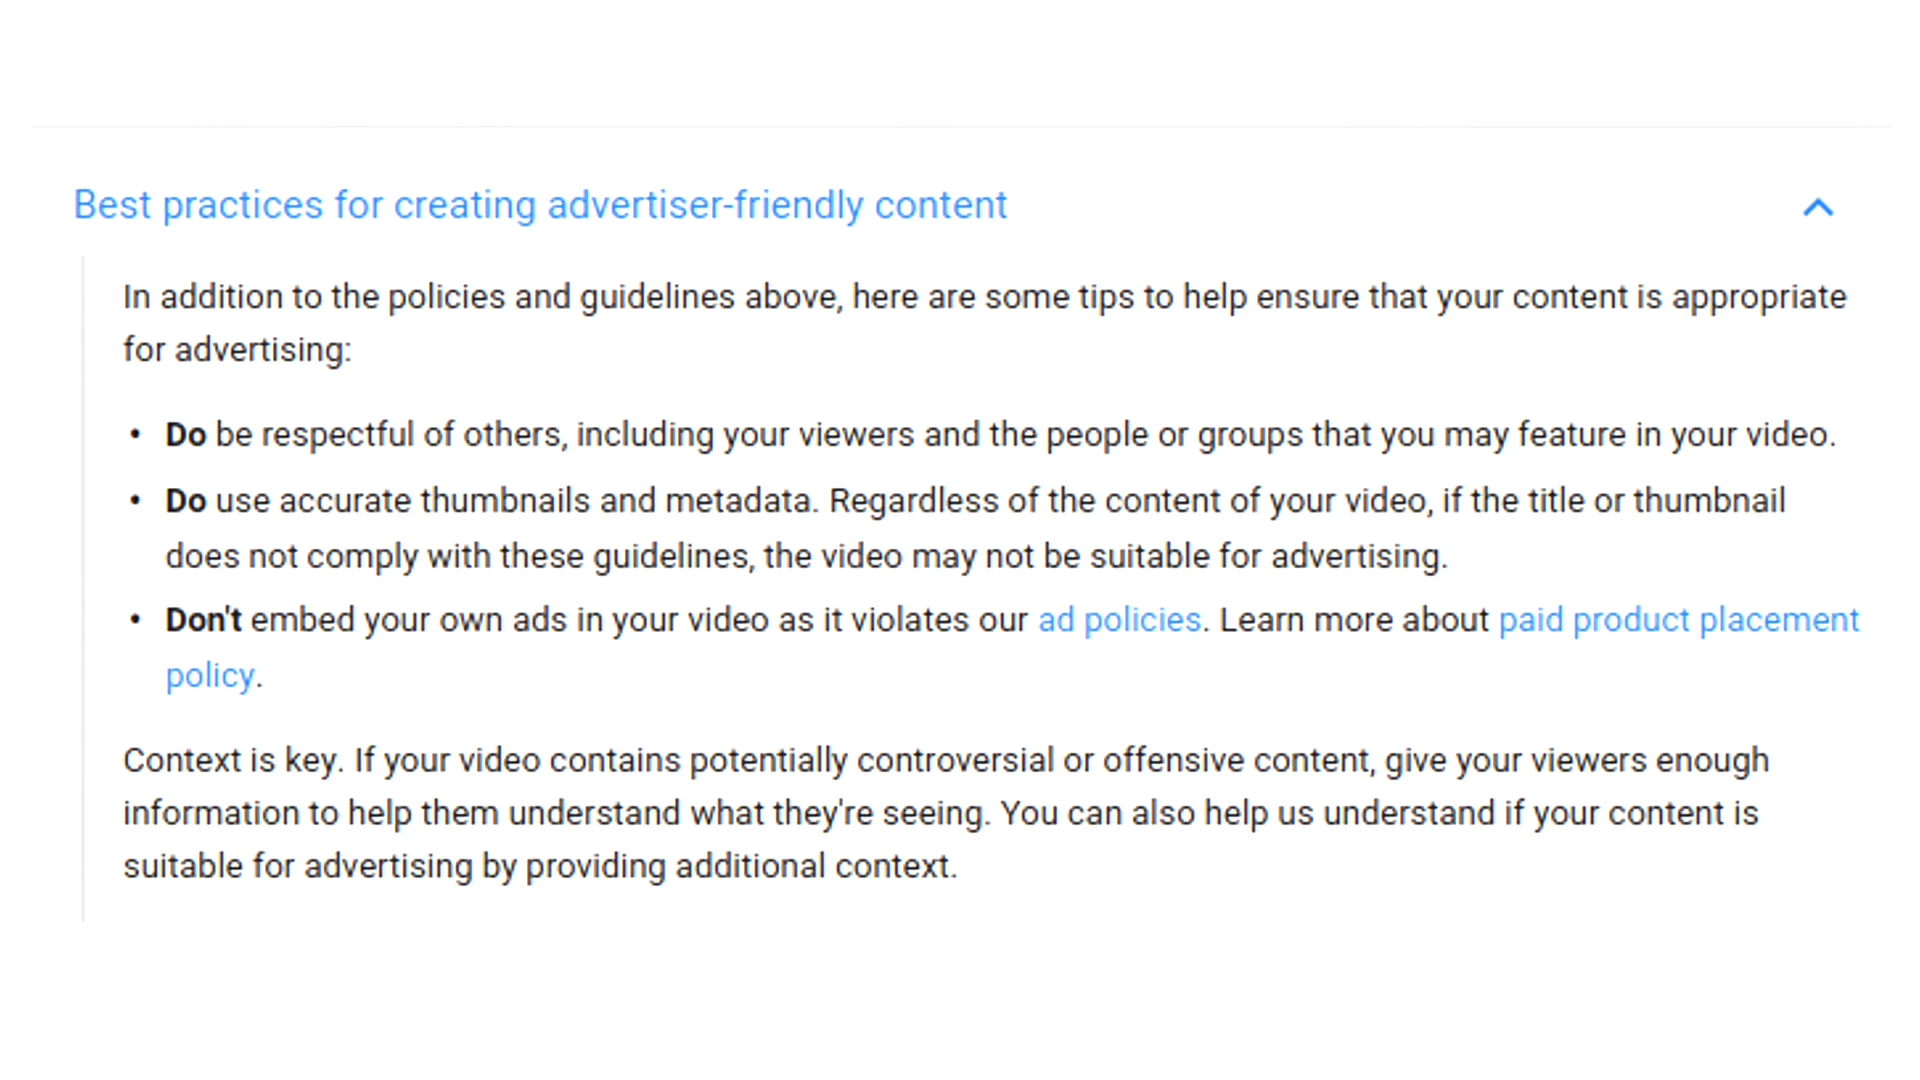 Best practices for creating advertiser-friendly content
In addition to the policies and guidelines above, here are some tips to help ensure that your content is appropriate
for advertising:
• Do be respectful of others, including your viewers and the people or groups that you may feature in your video.
• Do use accurate thumbnails and metadata. Regardless of the content of your video, if the title or thumbnail
does not comply with these guidelines, the video may not be suitable for advertising.
• Don't embed your own ads in your video as it violates our ad policies. Learn more about paid product placement
policy.
Context is key. If your video contains potentially controversial or offensive content, give your viewers enough
information to help them understand what they're seeing. You can also help us understand if your content is
suitable for advertising by providing additional context.